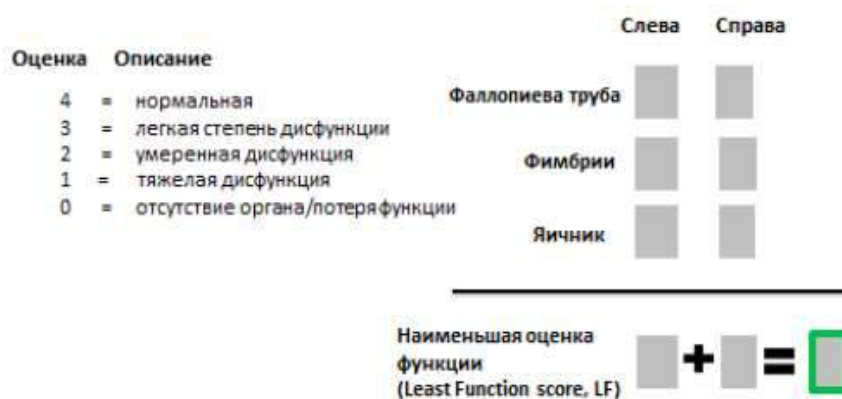 Слева Справа
Оценка Описание
4 = нормальная
3 = легкая степень дисфункции
2 = умеренная дисфункция
1 = тяжелая дисфункция
0 = отсутствие органа/потеря функции
Фаллопиева труба
Фимбрии
Яичник
Наименьшая оценка
функции
(Least Function score, LF)
+ =